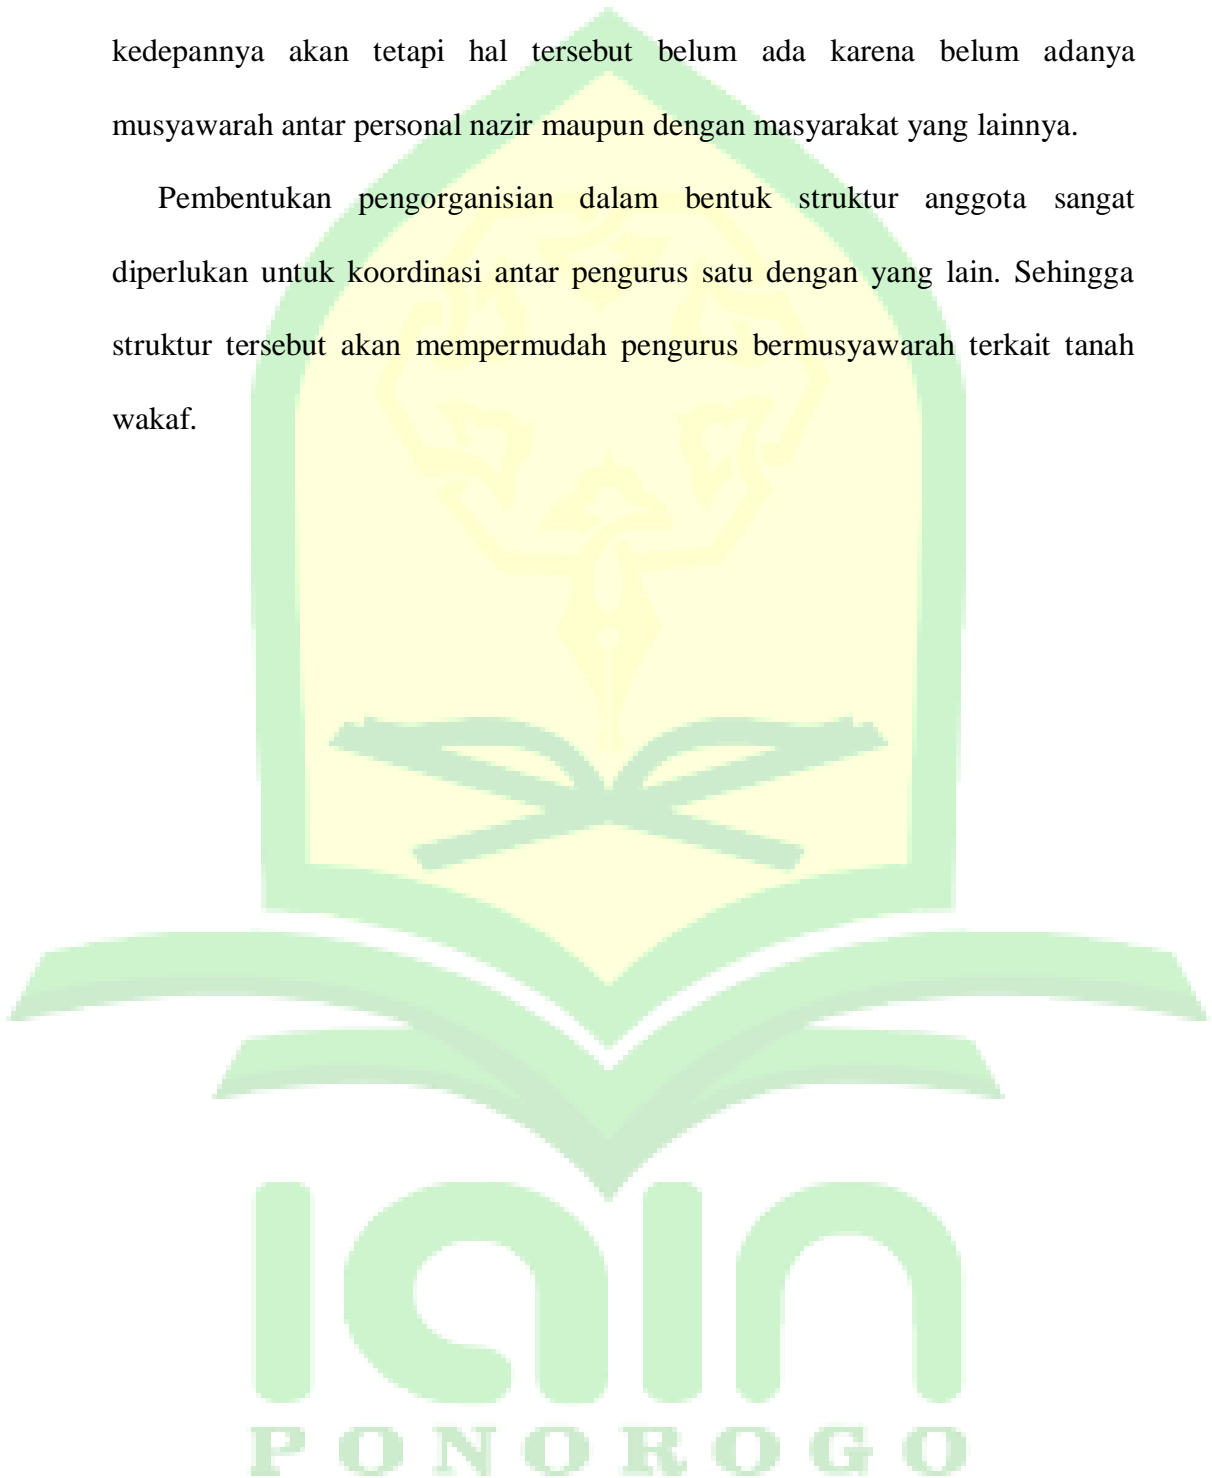 kedepannya akan tetapi hal tersebut belum ada karena belum adanya
musyawarah antar personal nazir maupun dengan masyarakat yang lainnya.
Pembentukan pengorganisian dalam bentuk struktur anggota sangat
diperlukan untuk koordinasi antar pengurus satu dengan yang lain. Sehingga
struktur tersebut akan mempermudah pengurus bermusyawarah terkait tanah
wakaf.
iain
PONOROGO